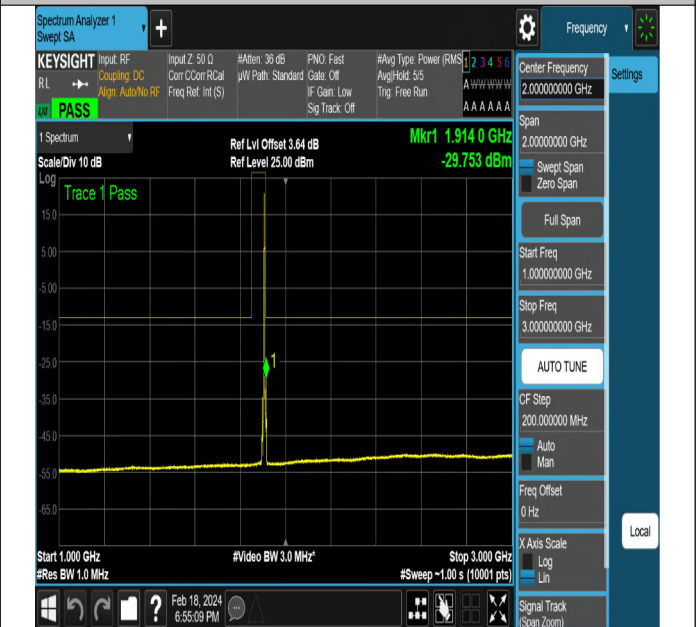 Spectrum Analyzer 1
Swept SA
+
Frequency
KEYSIGHT
RL
PASS
Input: RF
Coupling: DC
Align: Auto/No RF
Input Z: 50 Ω
Corr CCorr RCal
Freq Ref: Int (S)
#Atten: 36 dB
µW Path: Standard
PNO: Fast
Gate: Off
IF Gain: Low
Sig Track: Off
#Avg Type: Power (RMS
Avg|Hold: 5/5
Trig: Free Run
1 2 3 4 5 6
A W W W W W
A A A A A A
1 Spectrum
Scale/Div 10 dB
Ref Lvl Offset 3.64 dB
Ref Level 25.00 dBm
Mkr1 1.914 0 GHz
-29.753 dBm
Log
Trace 1 Pass
15.0
5.00
-5.00
-15.0
-25.0
-35.0
-45.0
-55.0
-65.0
1
Start 1.000 GHz
#Res BW 1.0 MHz
#Video BW 3.0 MHz*
Stop 3.000 GHz
#Sweep ~1.00 s (10001 pts)
Feb 18, 2024
6:55:09 PM
?
Center Frequency
2.000000000 GHz
Settings
Span
2.00000000 GHz
Swept Span
Zero Span
Full Span
Start Freq
1.000000000 GHz
Stop Freq
3.000000000 GHz
AUTO TUNE
CF Step
200.000000 MHz
Auto
Man
Freq Offset
0 Hz
X Axis Scale
Log
Lin
Local
Signal Track
(Span Zoom)